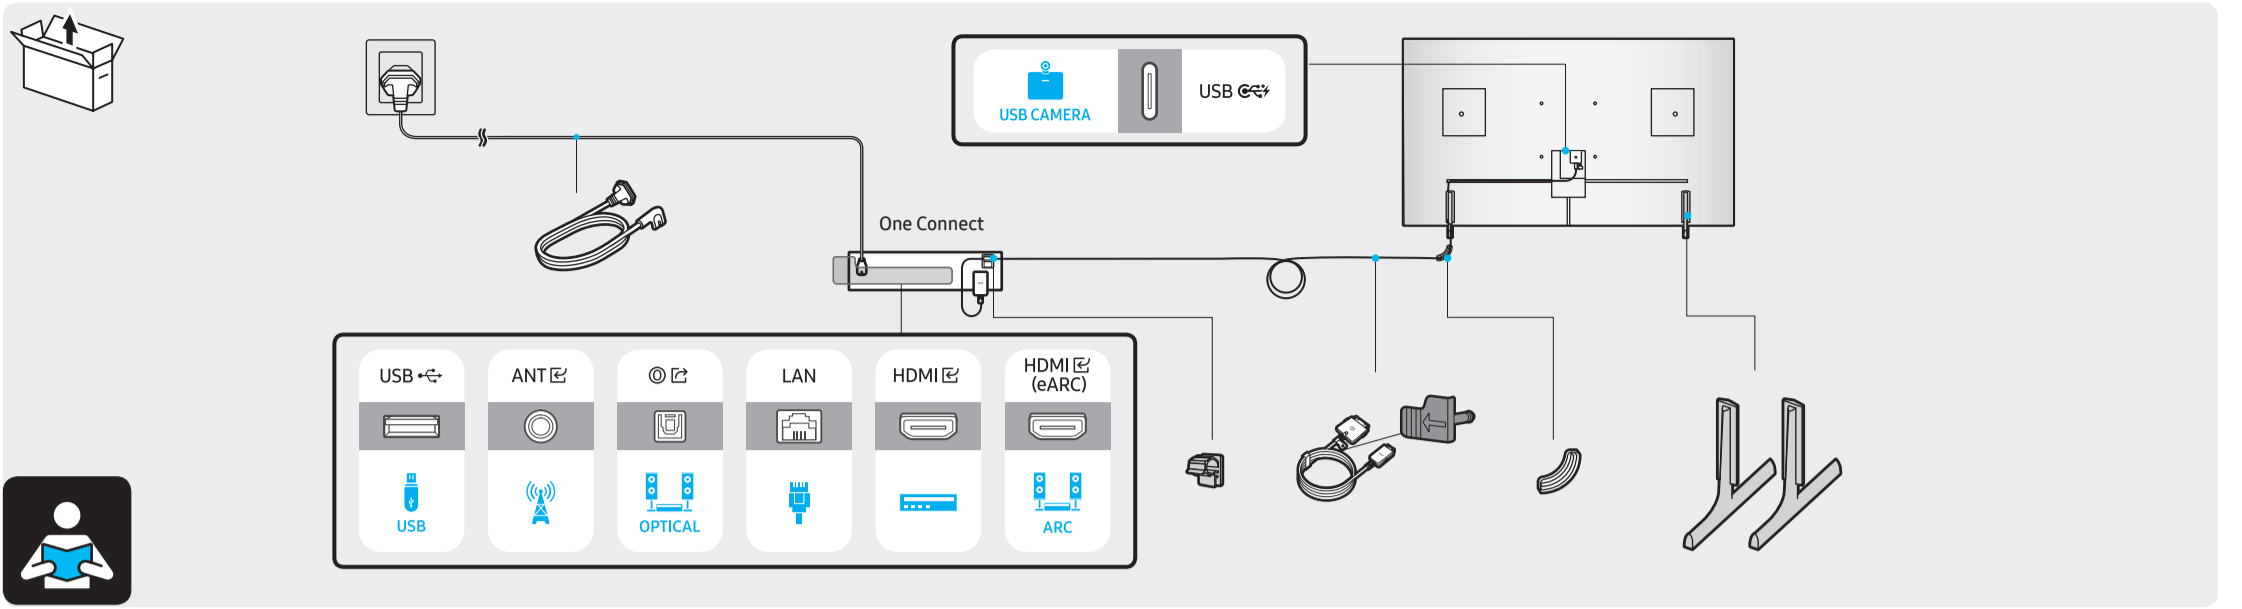 USB CAMERA
USB
One Connect
USB
ANT
LAN
HDMI
HDMI
(eARC)
USB
OPTICAL
ARC